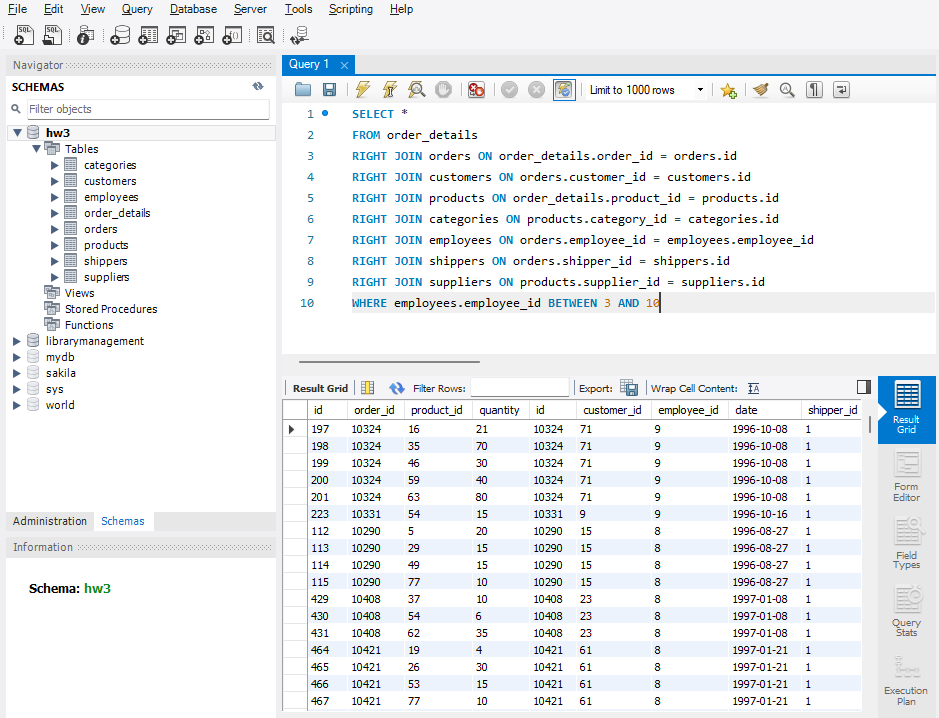 File Edit View Query Database Server Tools Scripting Help
Navigator
SCHEMAS
Filter objects
hw3
Tables
categories
customers
employees
order_details
orders
products
shippers
suppliers
Views
Stored Procedures
Functions
librarymanagement
mydb
sakila
sys
world
Administration Schemas
Information
Schema: hw3
Query 1
Limit to 1000 rows
1 SELECT *
2 FROM order_details
3 RIGHT JOIN orders ON order_details.order_id = orders.id
4 RIGHT JOIN customers ON orders.customer_id = customers.id
5 RIGHT JOIN products ON order_details.product_id = products.id
6 RIGHT JOIN categories ON products.category_id = categories.id
7 RIGHT JOIN employees ON orders.employee_id = employees.employee_id
8 RIGHT JOIN shippers ON orders.shipper_id = shippers.id
9 RIGHT JOIN suppliers ON products.supplier_id = suppliers.id
10 WHERE employees.employee_id BETWEEN 3 AND 10
Result Grid Filter Rows: Export: Wrap Cell Content:
id order_id product_id quantity id customer_id employee_id date shipper_id
197 10324 16 21 10324 71 9 1996-10-08 1
198 10324 35 70 10324 71 9 1996-10-08 1
199 10324 46 30 10324 71 9 1996-10-08 1
200 10324 59 40 10324 71 9 1996-10-08 1
201 10324 63 80 10324 71 9 1996-10-08 1
223 10331 54 15 10331 9 9 1996-10-16 1
112 10290 5 20 10290 15 8 1996-08-27 1
113 10290 29 15 10290 15 8 1996-08-27 1
114 10290 49 15 10290 15 8 1996-08-27 1
115 10290 77 10 10290 15 8 1996-08-27 1
429 10408 37 10 10408 23 8 1997-01-08 1
430 10408 54 6 10408 23 8 1997-01-08 1
431 10408 62 35 10408 23 8 1997-01-08 1
464 10421 19 4 10421 61 8 1997-01-21 1
465 10421 26 30 10421 61 8 1997-01-21 1
466 10421 53 15 10421 61 8 1997-01-21 1
467 10421 77 10 10421 61 8 1997-01-21 1
Result
Grid
Form
Editor
Field
Types
Query
Stats
Execution
Plan